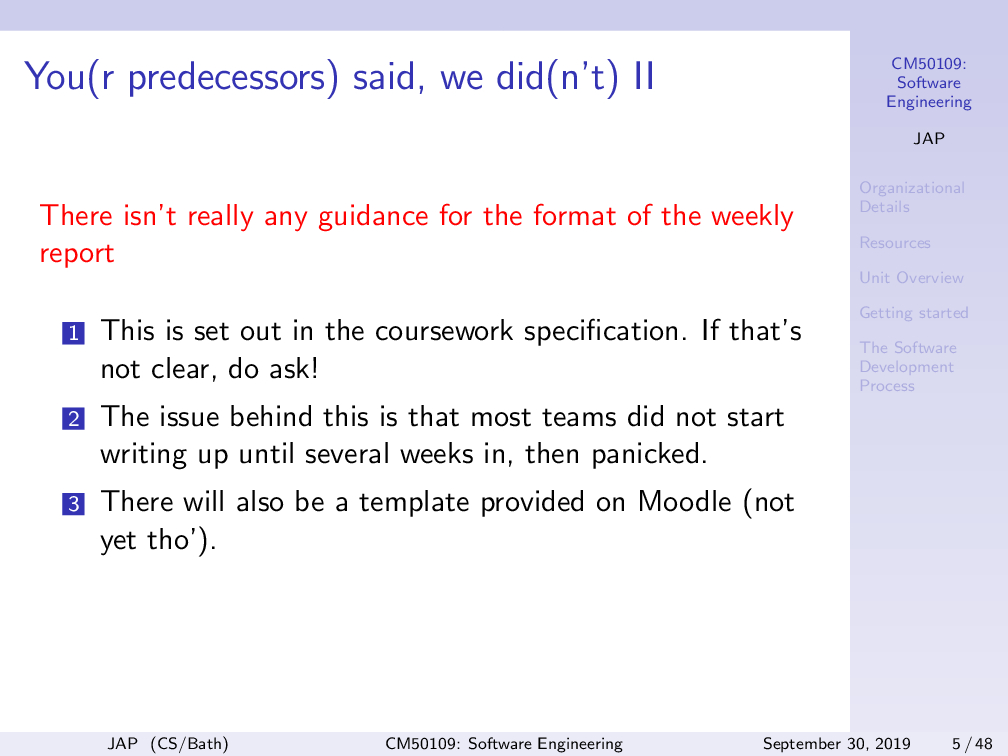 You(r predecessors) said, we did(n't) II
There isn't really any guidance for the format of the weekly
report
1 This is set out in the coursework specification. If that's
not clear, do ask!
2 The issue behind this is that most teams did not start
writing up until several weeks in, then panicked.
3 There will also be a template provided on Moodle (not
yet tho').
CM50109:
Software
Engineering
JAP
Organizational
Details
Resources
Unit Overview
Getting started
The Software
Development
Process
JAP (CS/Bath)
CM50109: Software Engineering
September 30, 2019
5 / 48